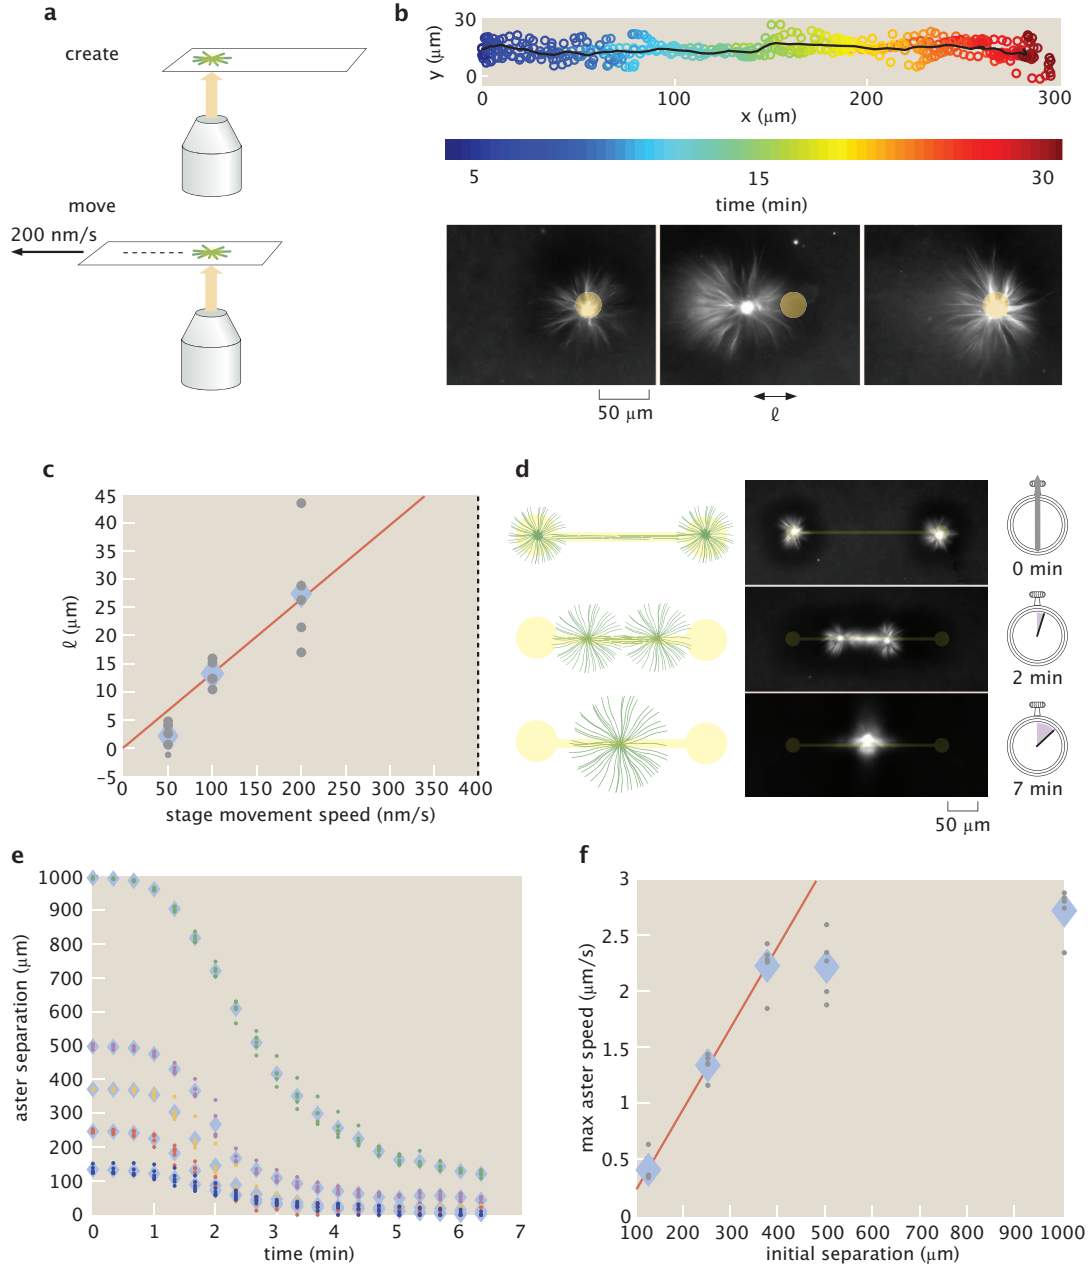 a
create
move
200 nm/s
b
y (μm)
30
0
0 100 200 300
x (μm)
5 15 30
time (min)
50 μm
ℓ
c
ℓ (μm)
45
40
35
30
25
20
15
10
5
0
−5
0 50 100 150 200 250 300 350 400
stage movement speed (nm/s)
d
0 min
2 min
7 min
50 μm
e
aster separation (μm)
1000
900
800
700
600
500
400
300
200
100
0
0 1 2 3 4 5 6 7
time (min)
f
max aster speed (μm/s)
3
2.5
2
1.5
1
0.5
0
100 200 300 400 500 600 700 800 900 1000
initial separation (μm)